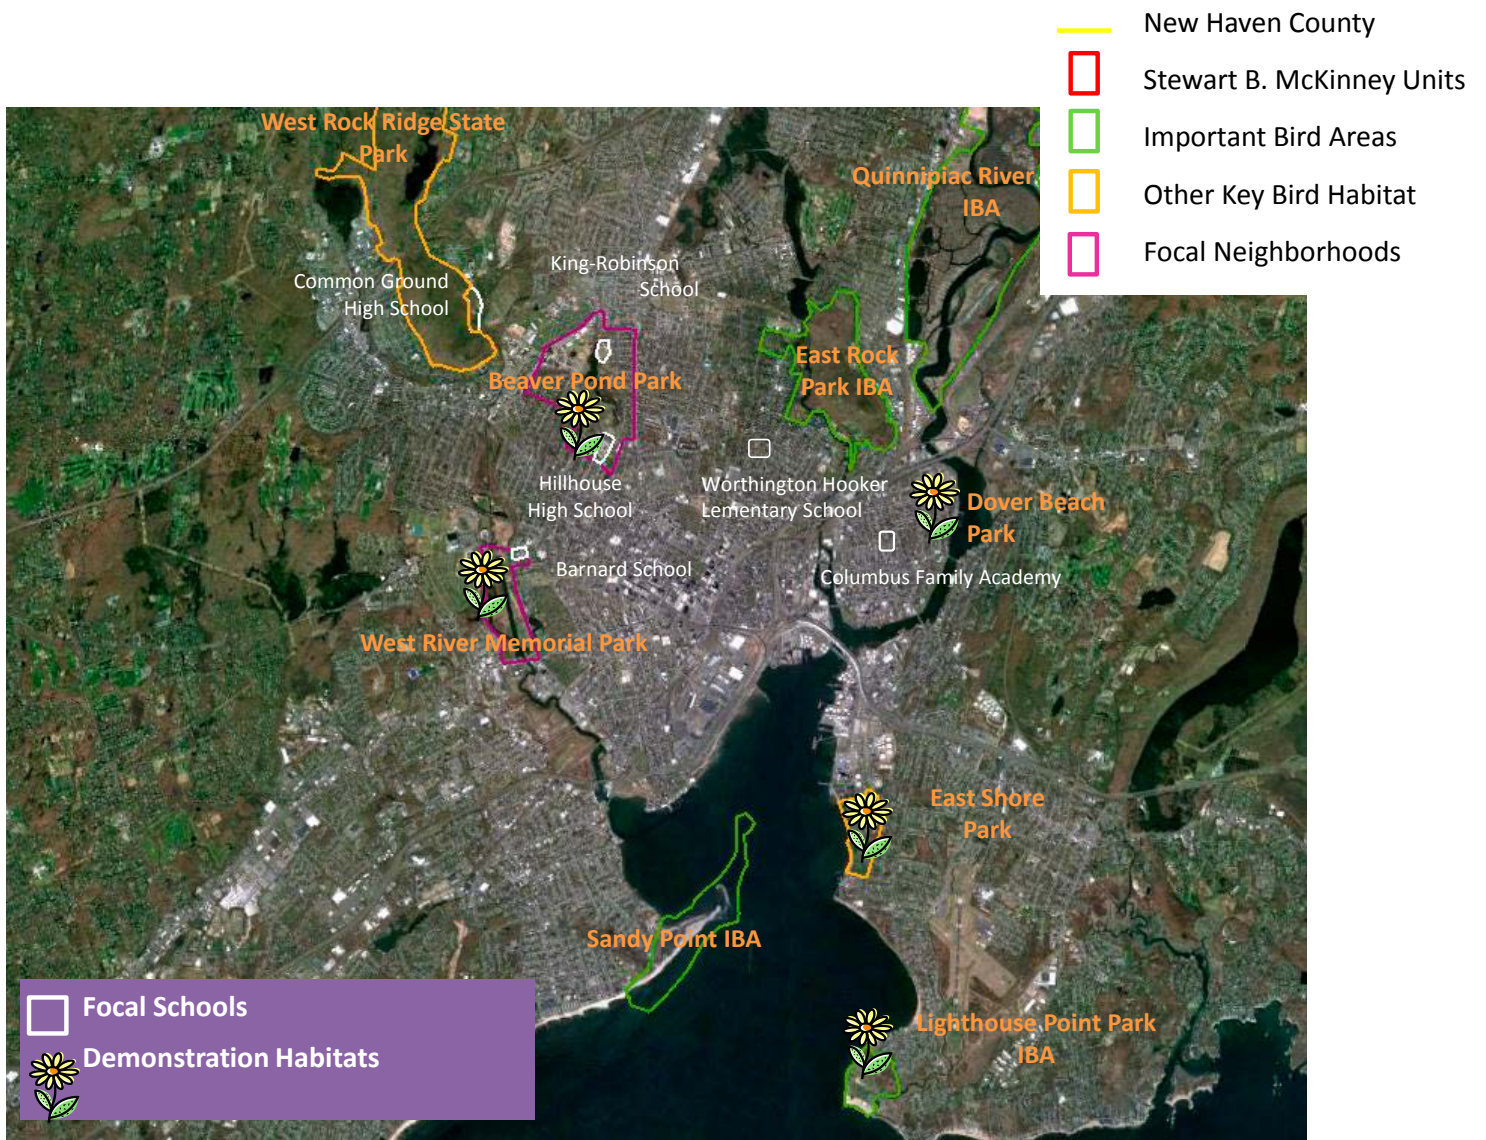 New Haven County
Stewart B. McKinney Units
Important Bird Areas
Other Key Bird Habitat
Focal Neighborhoods
West Rock Ridge State
Park
Quinnipiac River
IBA
King-Robinson
School
Common Ground
High School
East Rock
Park IBA
Beaver Pond Park
Hillhouse
High School
Worthington Hooker
Lementary School
Dover Beach
Park
Barnard School
Columbus Family Academy
West River Memorial Park
East Shore
Park
Sandy Point IBA
Lighthouse Point Park
IBA
Focal Schools
Demonstration Habitats